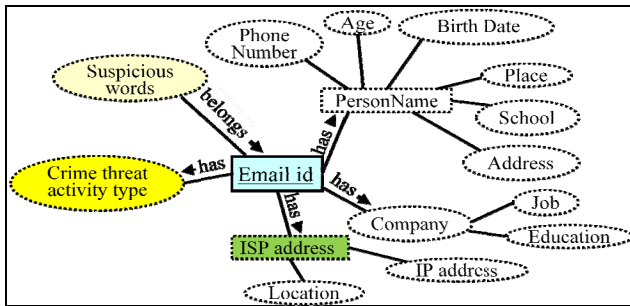 Age
Birth Date
Phone
Number
Suspicious
words
Place
PersonName
belongs
School
has
Address
has
Crime threat
activity type
Email id
has
has
Job
Company
ISP address
Education
IP address
Location